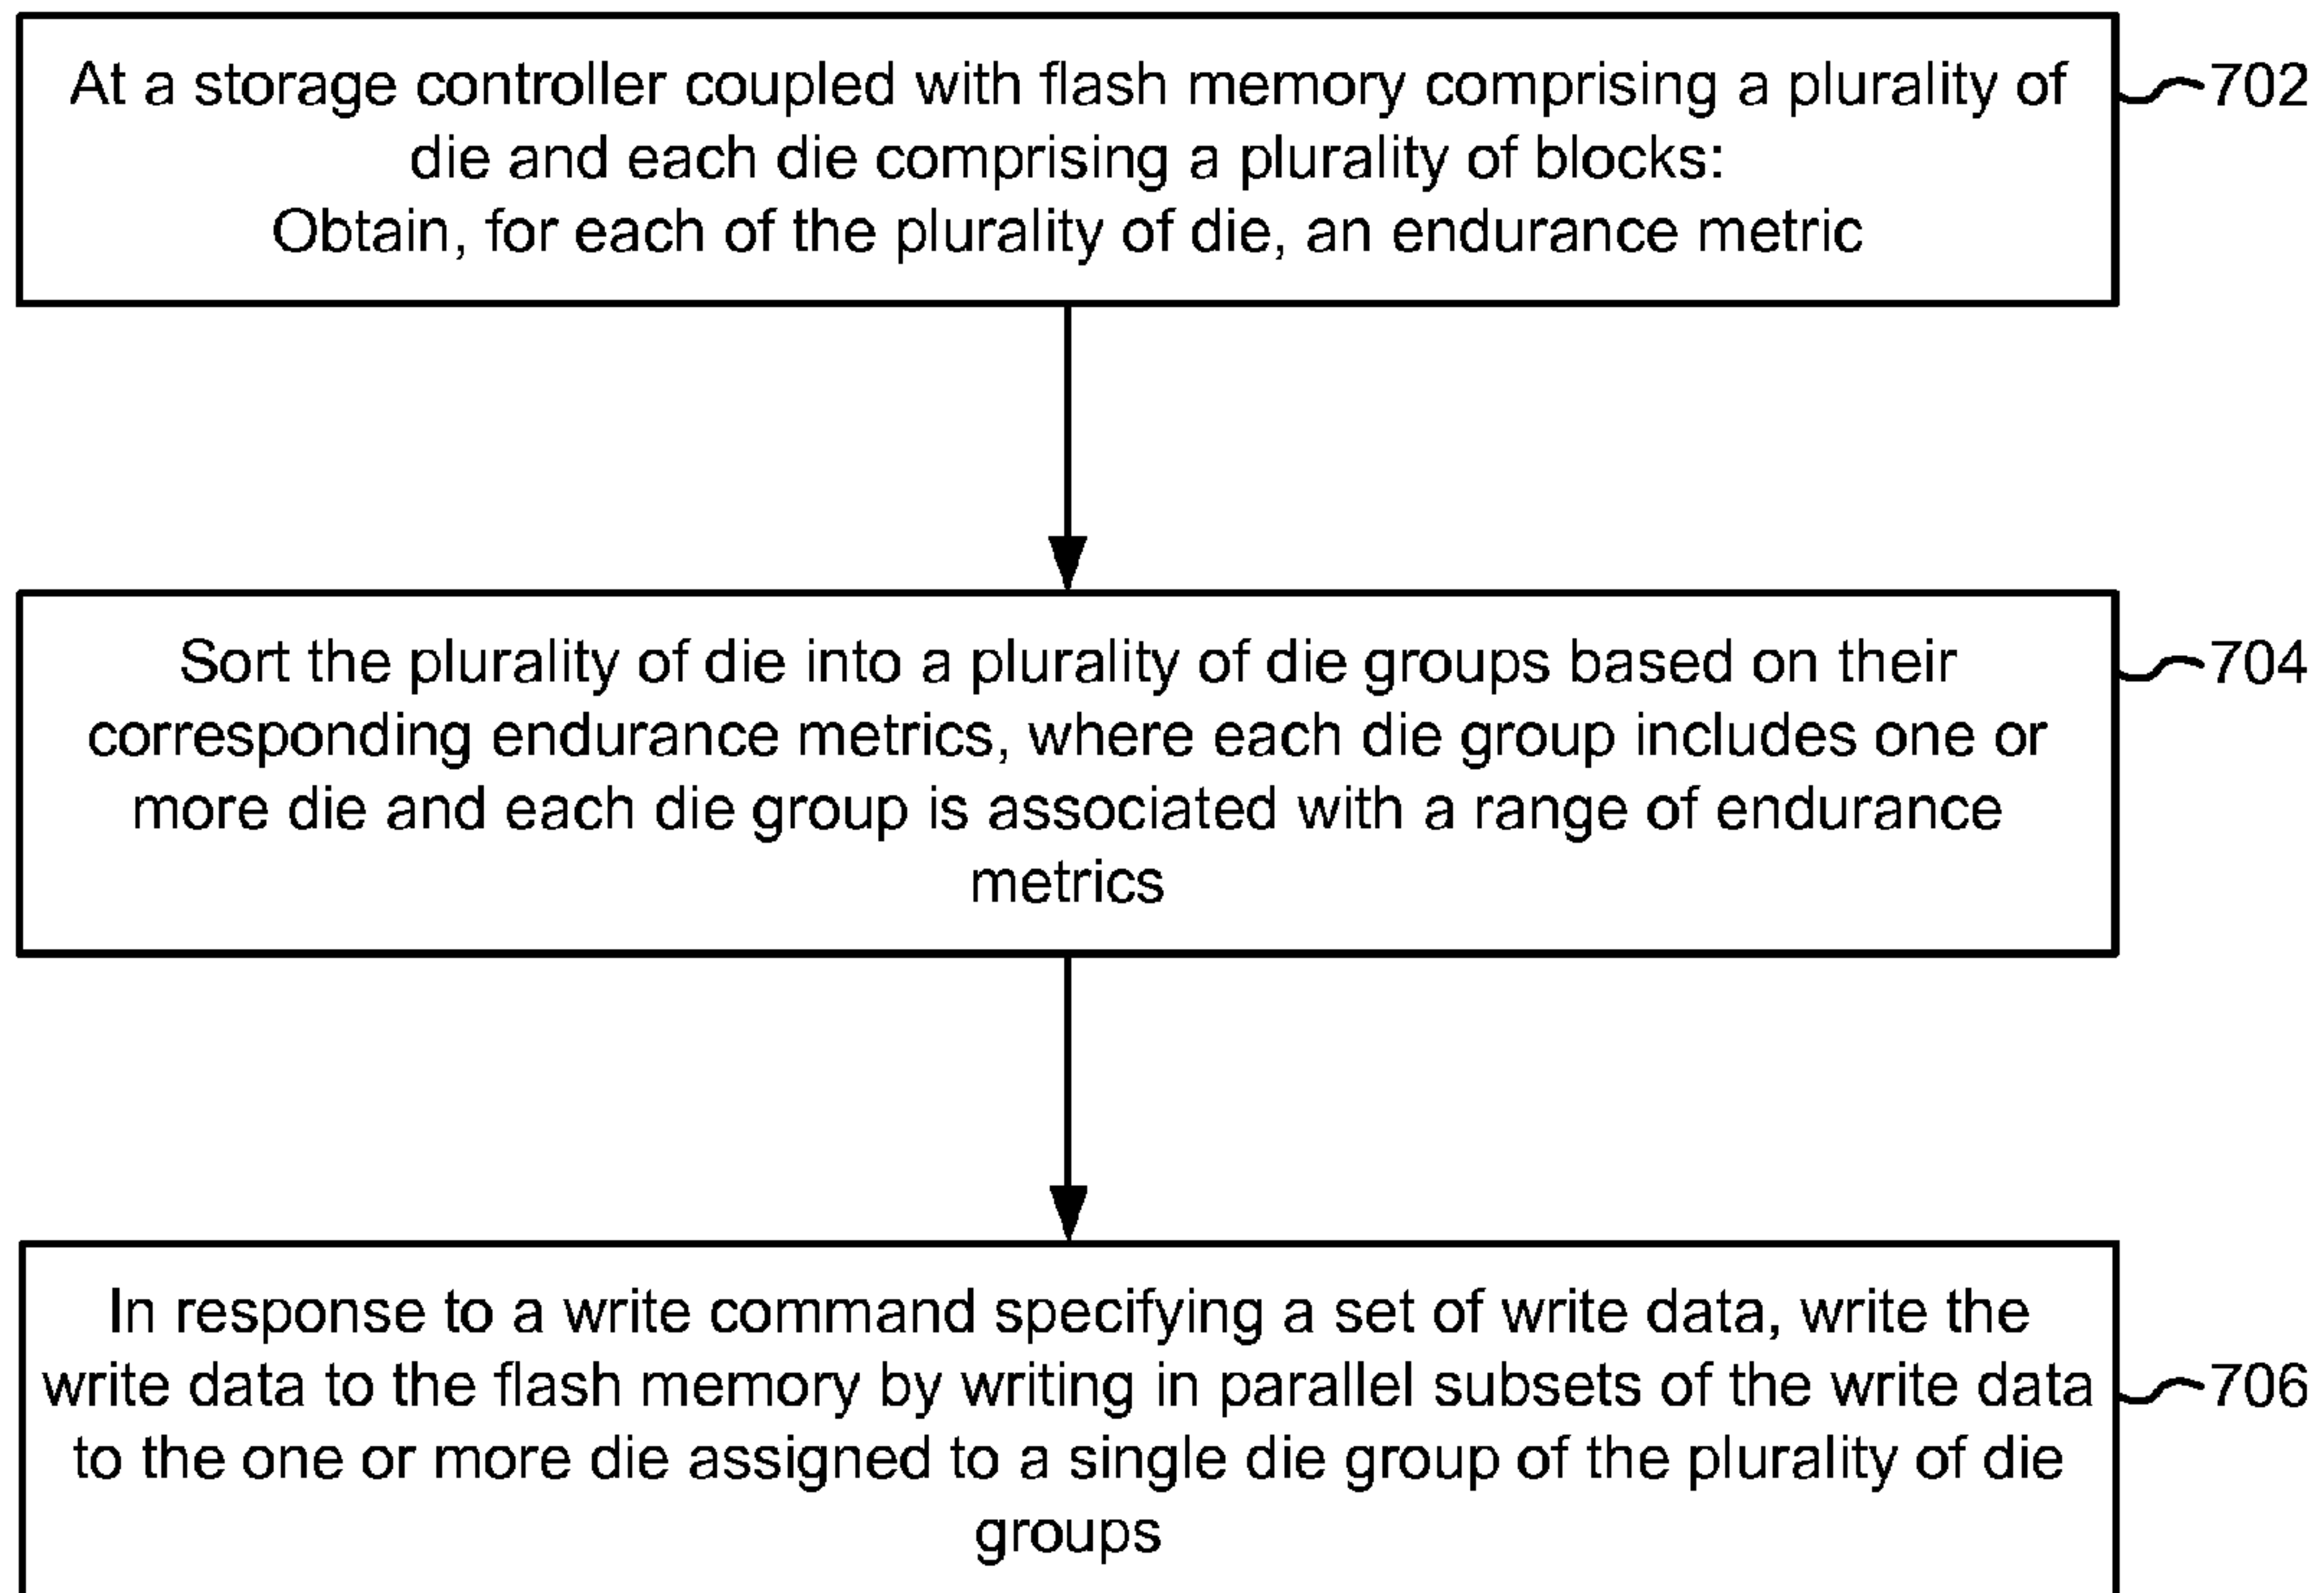 At a storage controller coupled with flash memory comprising a plurality of
die and each die comprising a plurality of blocks:
Obtain, for each of the plurality of die, an endurance metric
702
Sort the plurality of die into a plurality of die groups based on their
corresponding endurance metrics, where each die group includes one or
more die and each die group is associated with a range of endurance
metrics
704
In response to a write command specifying a set of write data, write the
write data to the flash memory by writing in parallel subsets of the write data
to the one or more die assigned to a single die group of the plurality of die
groups
706